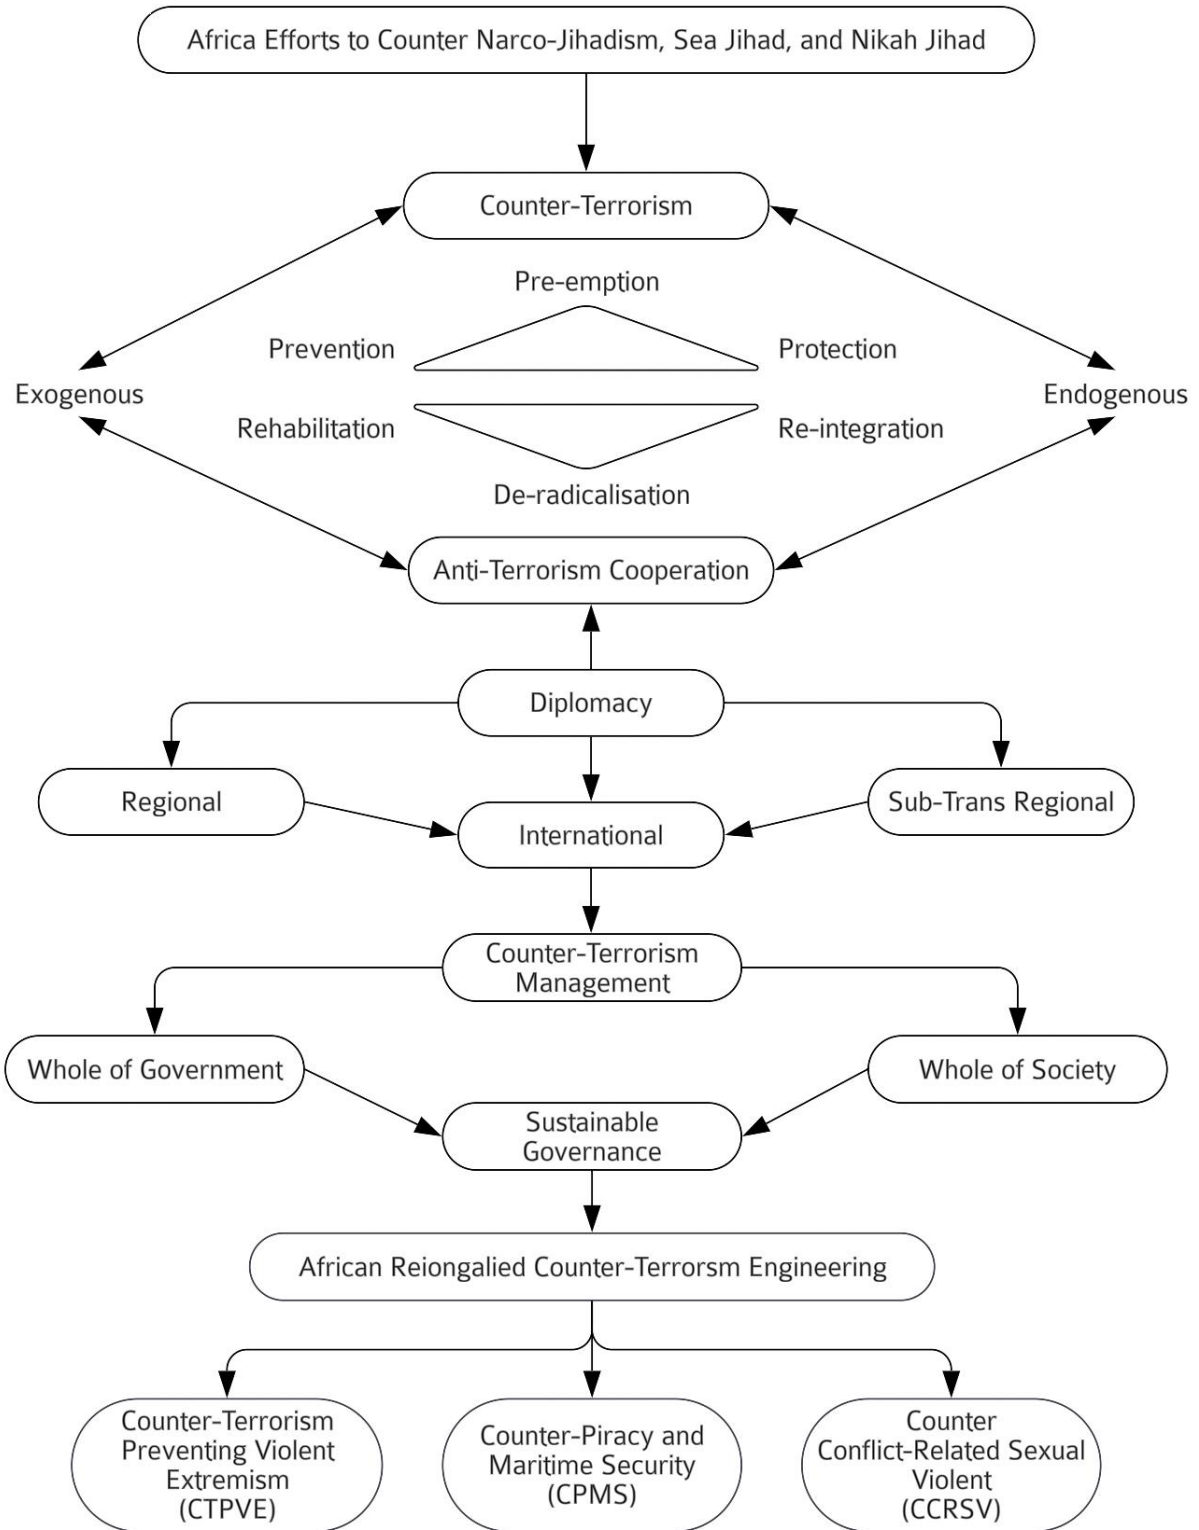 Africa Efforts to Counter Narco-Jihadism, Sea Jihad, and Nikah Jihad
Counter-Terrorism
Pre-emption
Prevention
Protection
Exogenous
Endogenous
Rehabilitation
Re-integration
De-radicalisation
Anti-Terrorism Cooperation
Diplomacy
Regional
Sub-Trans Regional
International
Counter-Terrorism
Management
Whole of Government
Whole of Society
Sustainable
Governance
African Reiongalied Counter-Terrorsm Engineering
Counter-Terrorism
Preventing Violent
Extremism
(CTPVE)
Counter-Piracy and
Maritime Security
(CPMS)
Counter
Conflict-Related Sexual
Violent
(CCRSV)